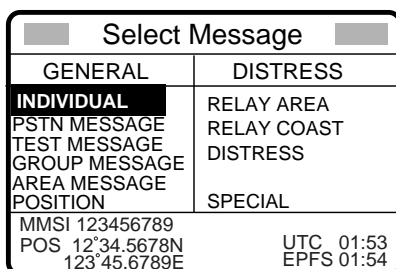 Select Message
GENERAL
INDIVIDUAL
PSTN MESSAGE
TEST MESSAGE
GROUP MESSAGE
AREA MESSAGE
POSITION
DISTRESS
RELAY AREA
RELAY COAST
DISTRESS
SPECIAL
MMSI 123456789
POS 12°34.5678N
123°45.6789E
UTC 01:53
EPFS 01:54